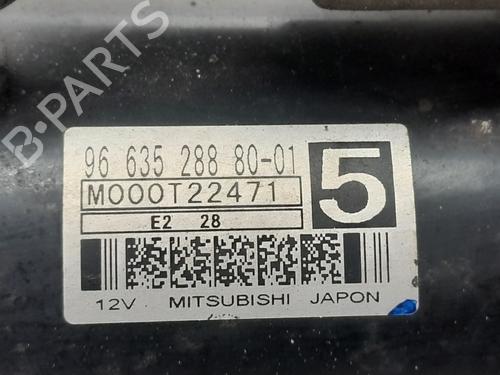 B-PARTS
96 635 288 80-01
M000T22471
5
E2 28
12V MITSUBISHI JAPON